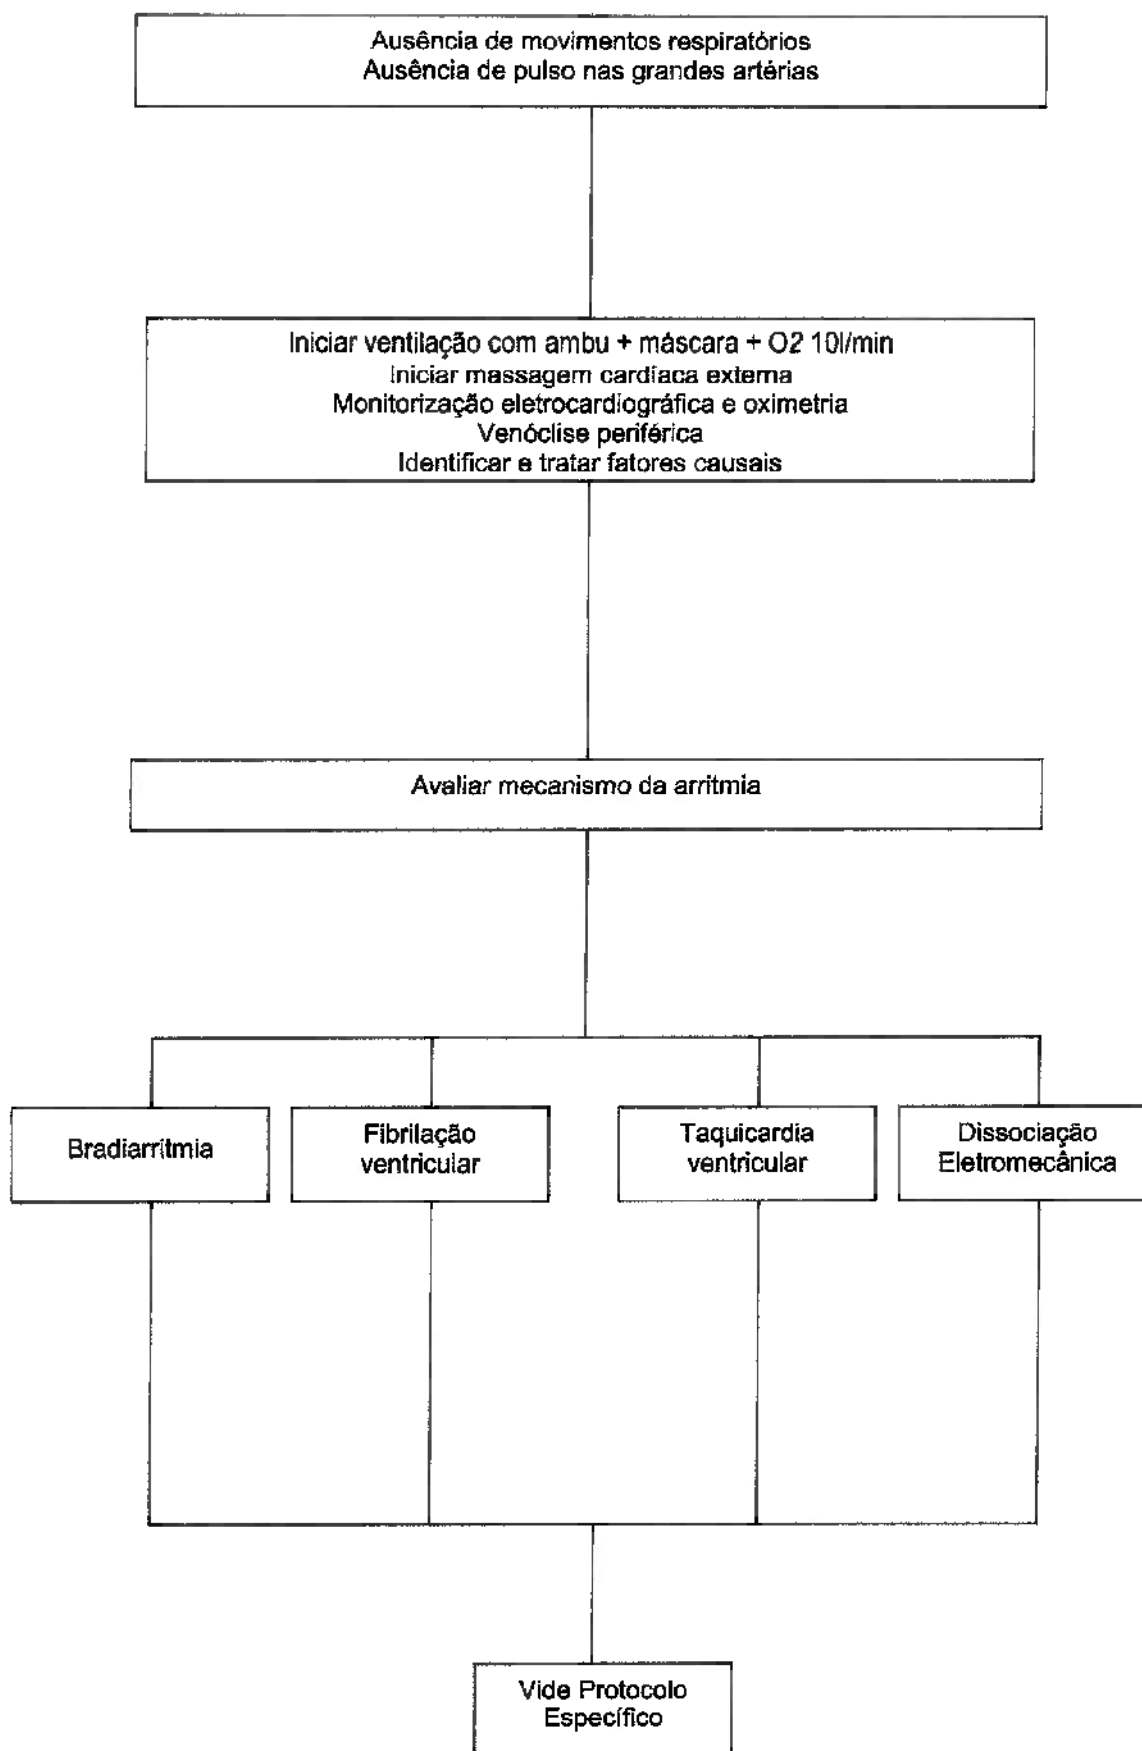 Ausência de movimentos respiratórios
Ausência de pulso nas grandes artérias
Iniciar ventilação com ambu + máscara + O2 10l/min
Iniciar massagem cardíaca externa
Monitorização eletrocardiográfica e oximetria
Venóclise periférica
Identificar e tratar fatores causais
Avaliar mecanismo da arritmia
Bradiarritmia
Fibrilação
ventricular
Taquicardia
ventricular
Dissociação
Eletromecânica
Vide Protocolo
Específico